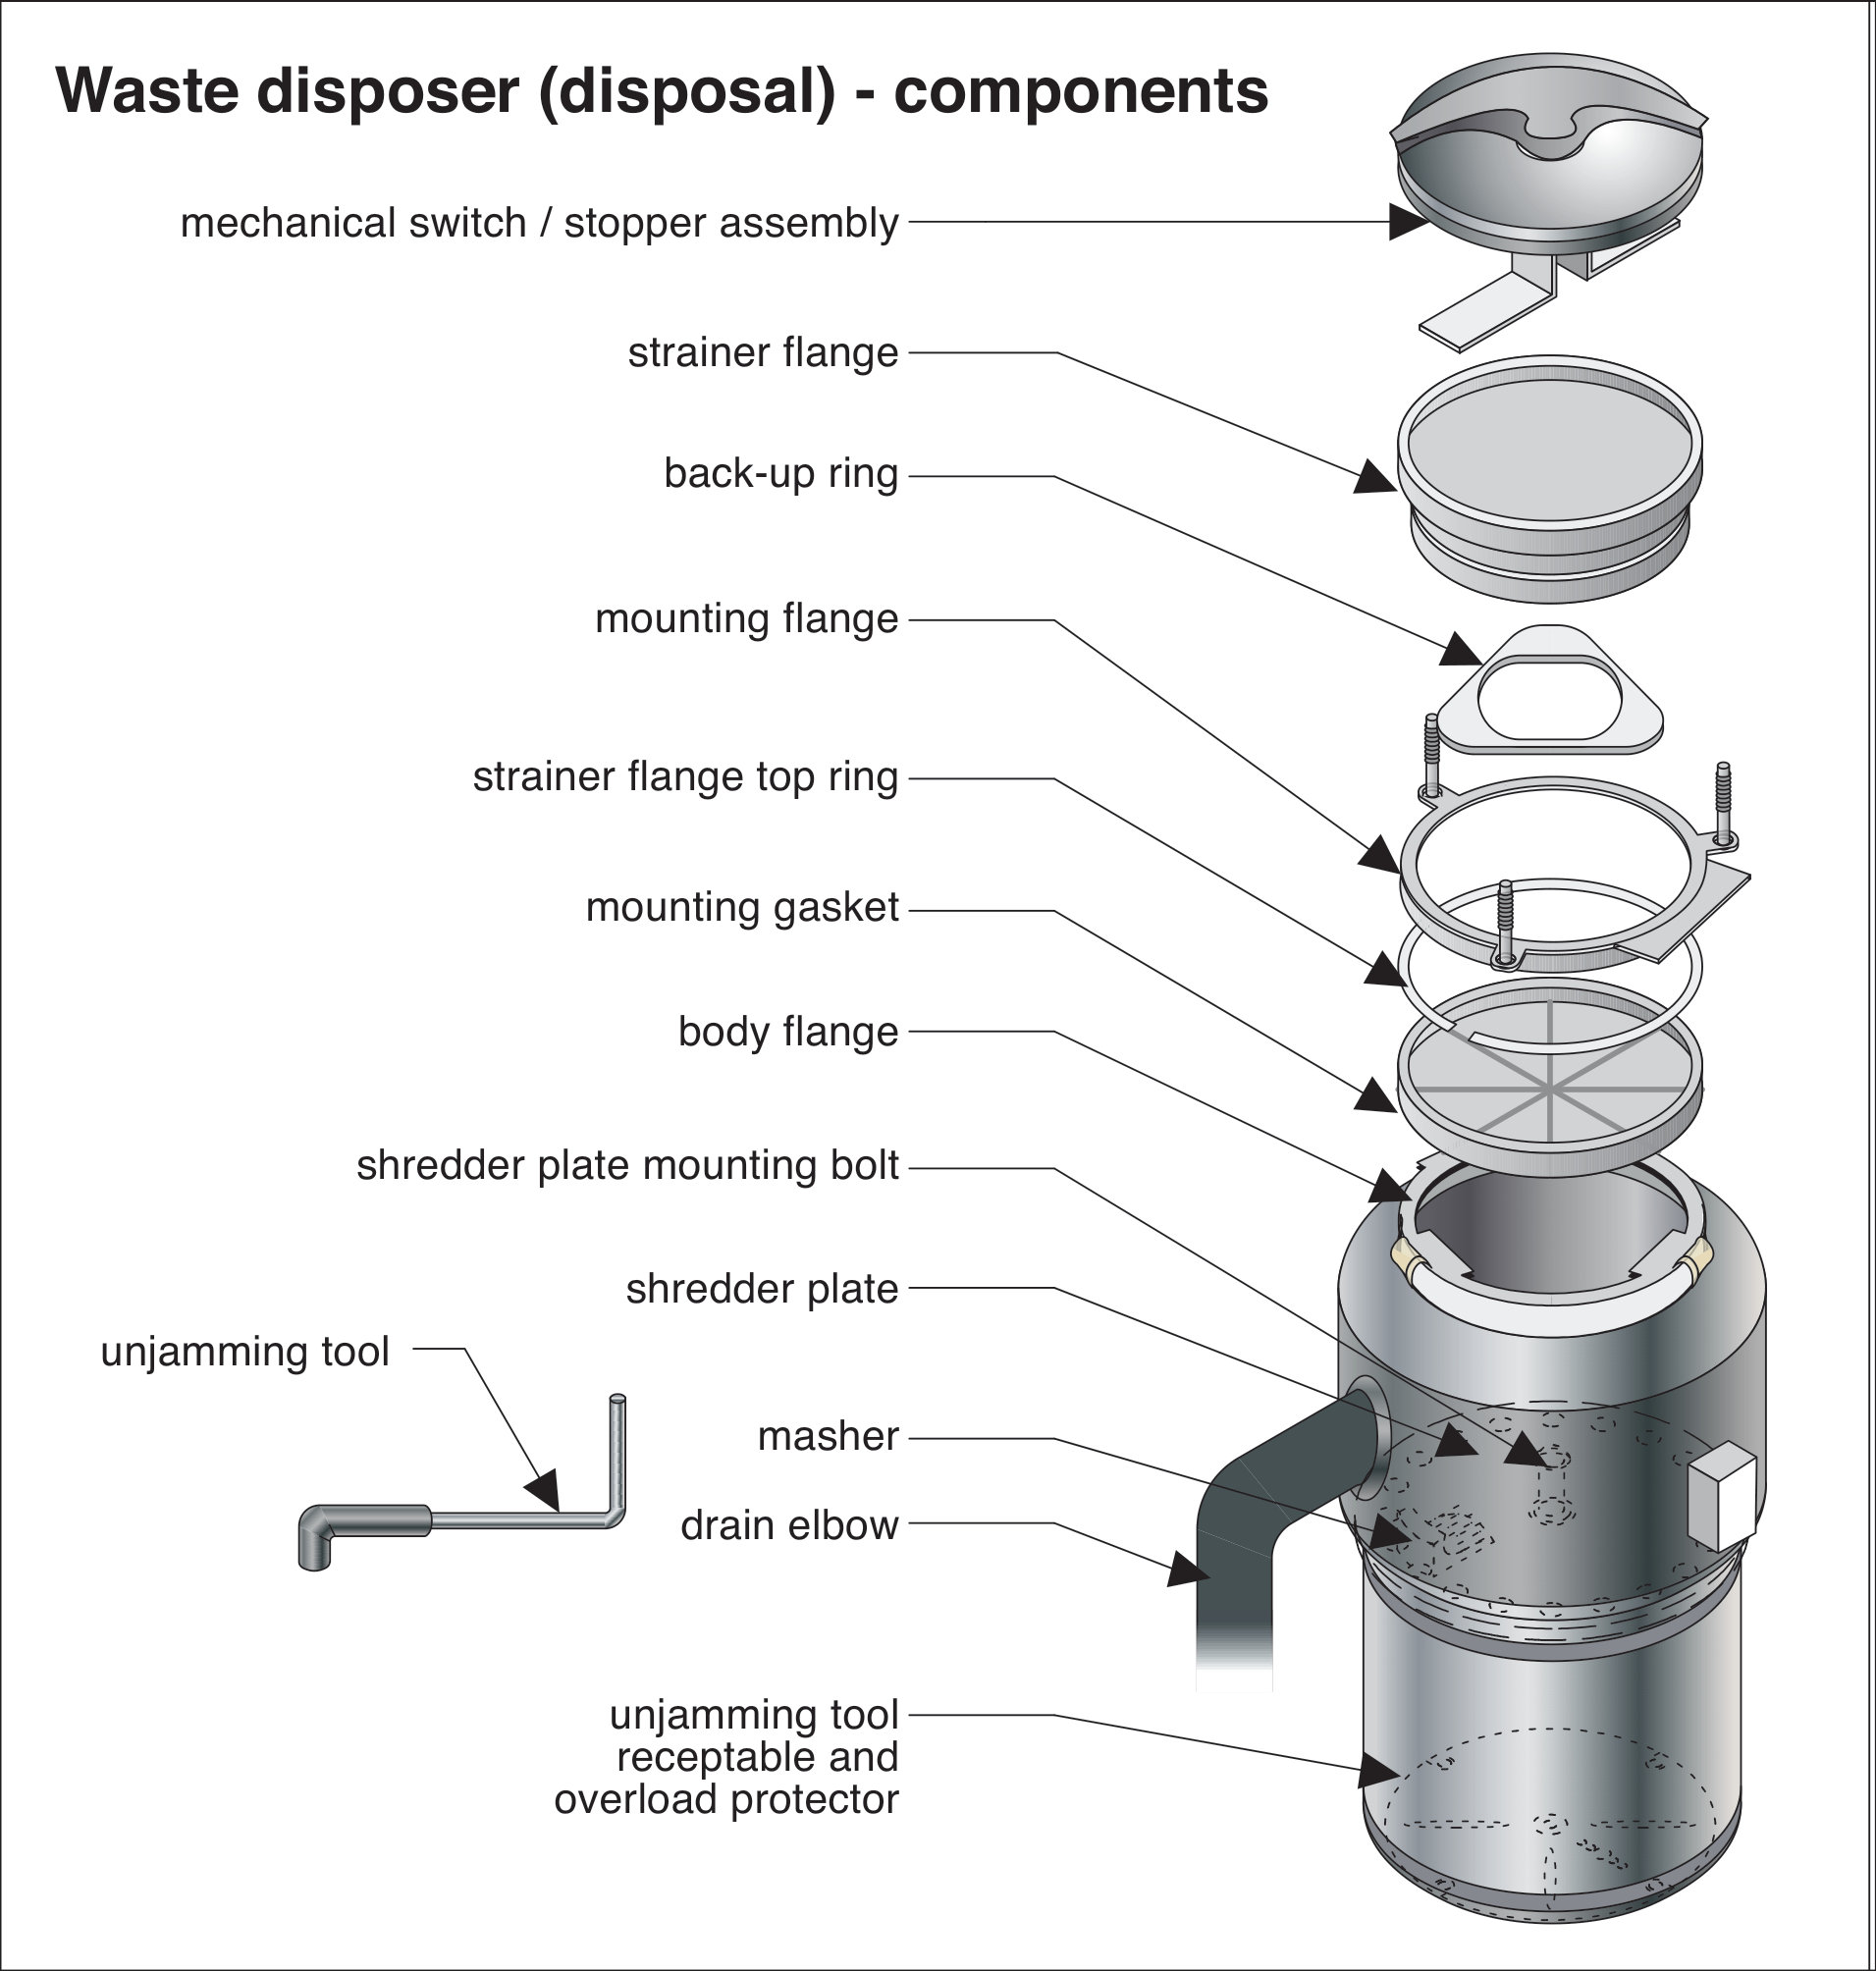 Waste disposer (disposal) - components
mechanical switch / stopper assembly
strainer flange
back-up ring
mounting flange
strainer flange top ring
mounting gasket
body flange
shredder plate mounting bolt
shredder plate
unjamming tool
masher
drain elbow
unjamming tool
receptable and
overload protector